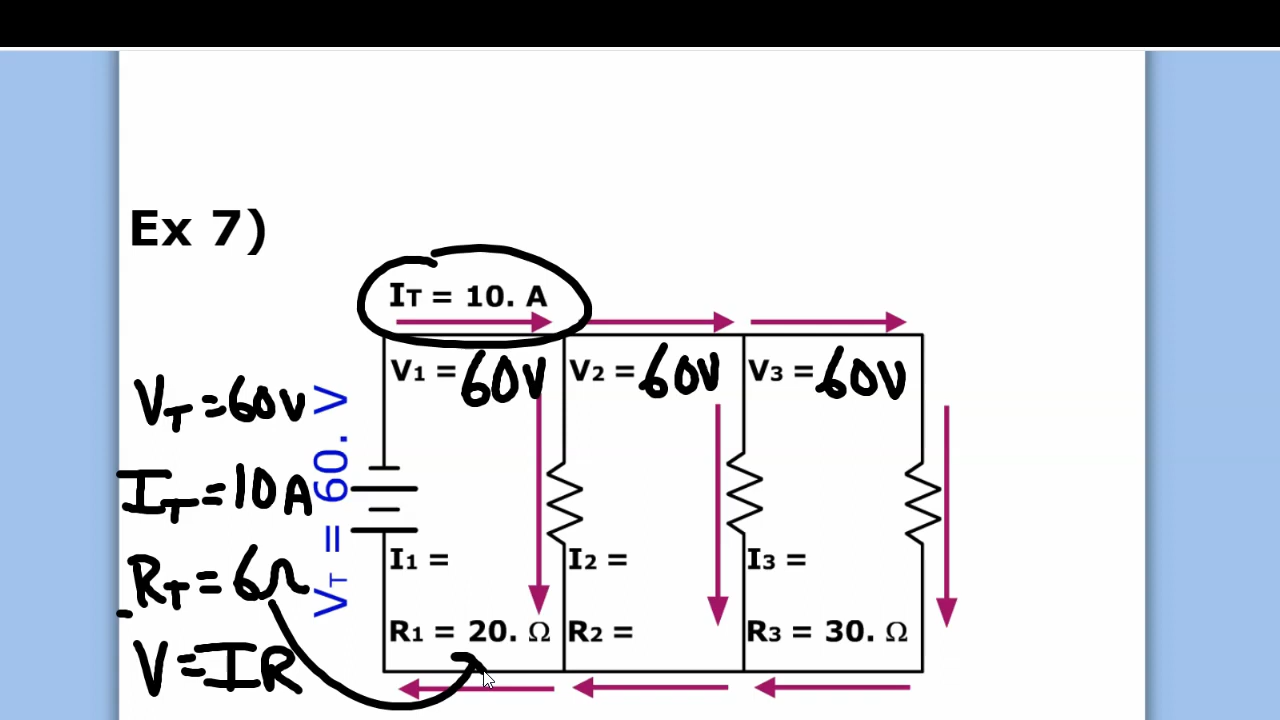 Ex 7)
IT = 10. A
V1 = 60V
V2 = 60V
V3 = 60V
VT = 60V
VT = 60. V
IT = 10A
I1 =
I2 =
I3 =
RT = 6Ω
R1 = 20. Ω
R2 =
R3 = 30. Ω
V=IR